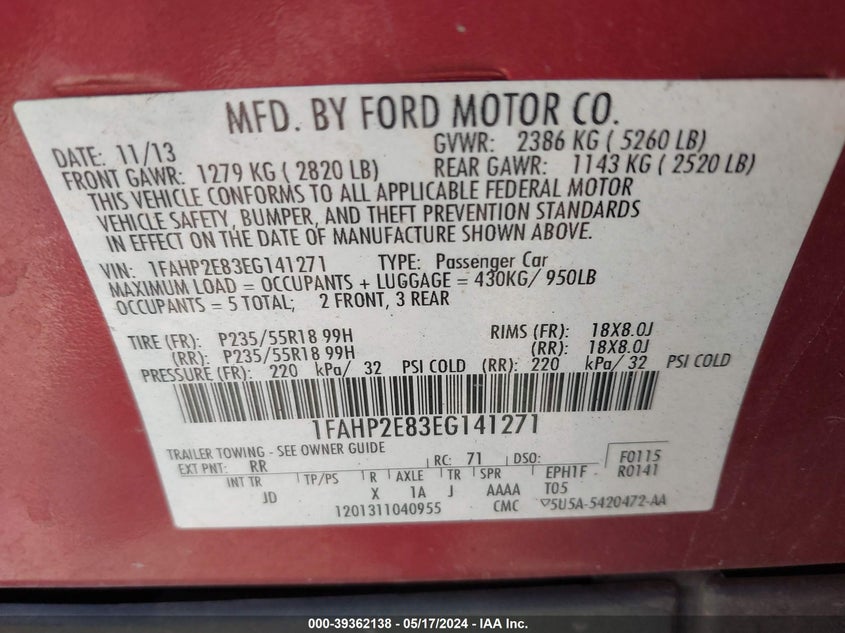 MFD. BY FORD MOTOR CO.
DATE: 11/13 GVWR: 2386 KG ( 5260 LB)
FRONT GAWR: 1279 KG ( 2820 LB) REAR GAWR: 1143 KG ( 2520 LB)
THIS VEHICLE CONFORMS TO ALL APPLICABLE FEDERAL MOTOR
VEHICLE SAFETY, BUMPER, AND THEFT PREVENTION STANDARDS
IN EFFECT ON THE DATE OF MANUFACTURE SHOWN ABOVE.
VIN: 1FAHP2E83EG141271 TYPE: Passenger Car
MAXIMUM LOAD = OCCUPANTS + LUGGAGE = 430KG/ 950LB
OCCUPANTS = 5 TOTAL; 2 FRONT, 3 REAR
TIRE (FR): P235/55R18 99H RIMS (FR): 18X8.0J
(RR): P235/55R18 99H (RR): 18X8.0J
PRESSURE (FR): 220 kPa/ 32 PSI COLD (RR): 220 kPa/ 32 PSI COLD
1FAHP2E83EG141271
TRAILER TOWING - SEE OWNER GUIDE
EXT PNT: RR RC: 71 DSO: F0115
INT TR TP/PS R AXLE TR SPR EPH1F R0141
JD X 1A J AAAA T05
1201311040955 CMC ▽5U5A-5420472-AA
000-39362138 - 05/17/2024 - IAA Inc.